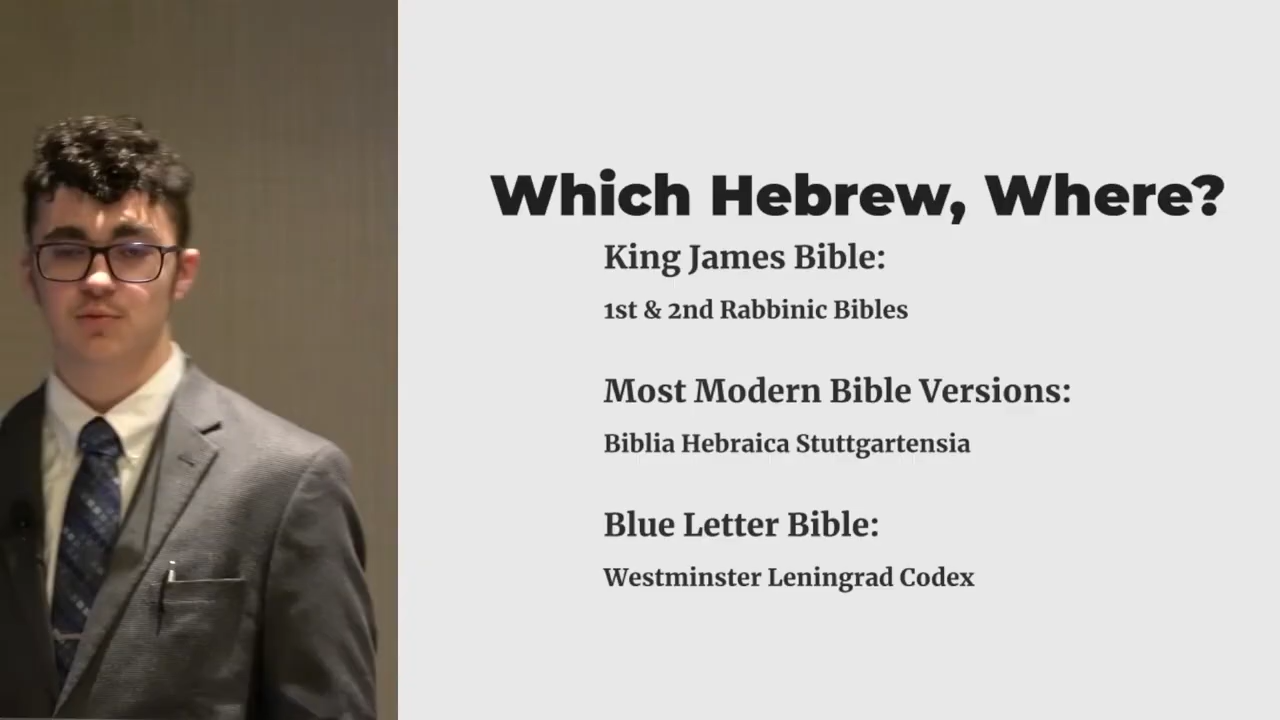 Which Hebrew, Where?
King James Bible:
1st & 2nd Rabbinic Bibles
Most Modern Bible Versions:
Biblia Hebraica Stuttgartensia
Blue Letter Bible:
Westminster Leningrad Codex